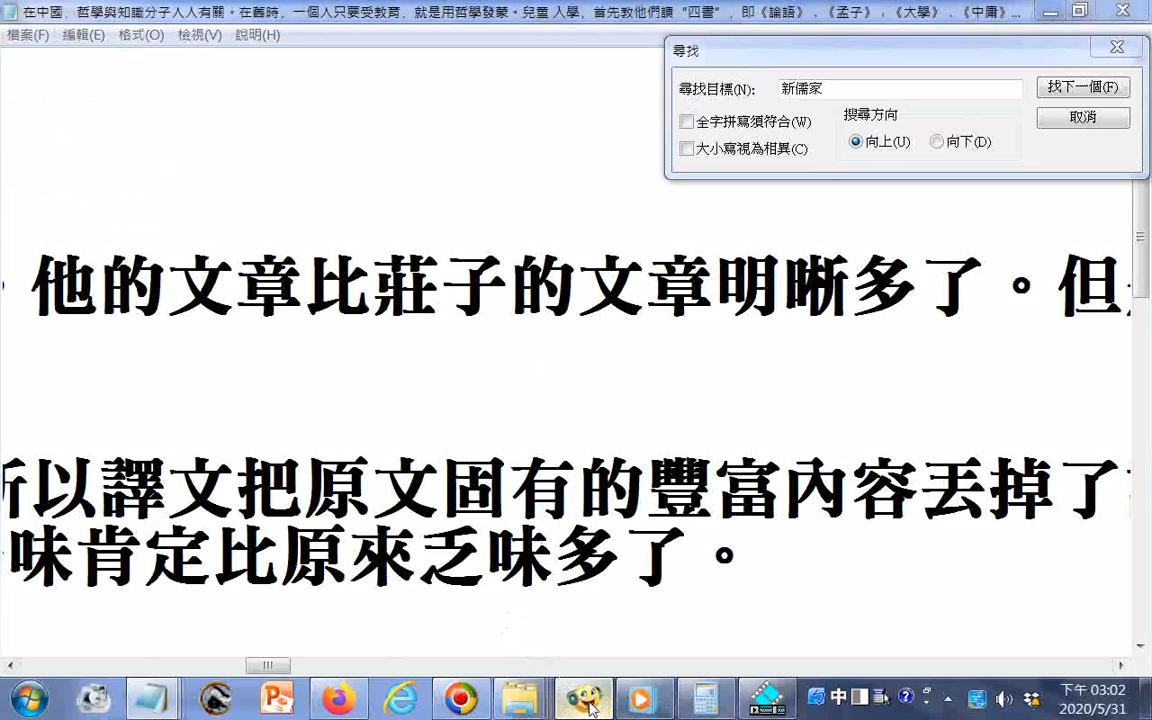 在中國，哲學與知識分子人人有關。在舊時，一個人只要受教育，就是用哲學發蒙。兒童 入學，首先教他們讀“四書”，即《論語》、《孟子》，《大學》、《中庸》...
檔案(F) 編輯(E) 格式(O) 檢視(V) 說明(H)
尋找
尋找目標(N): 新儒家 找下一個(F)
全字拼寫須符合(W) 搜尋方向 取消
大小寫視為相異(C) 向上(U) 向下(D)
他的文章比莊子的文章明晰多了。但
所以譯文把原文固有的豐富內容丟掉了
味肯定比原來乏味多了。
中
下午 03:02
2020/5/31